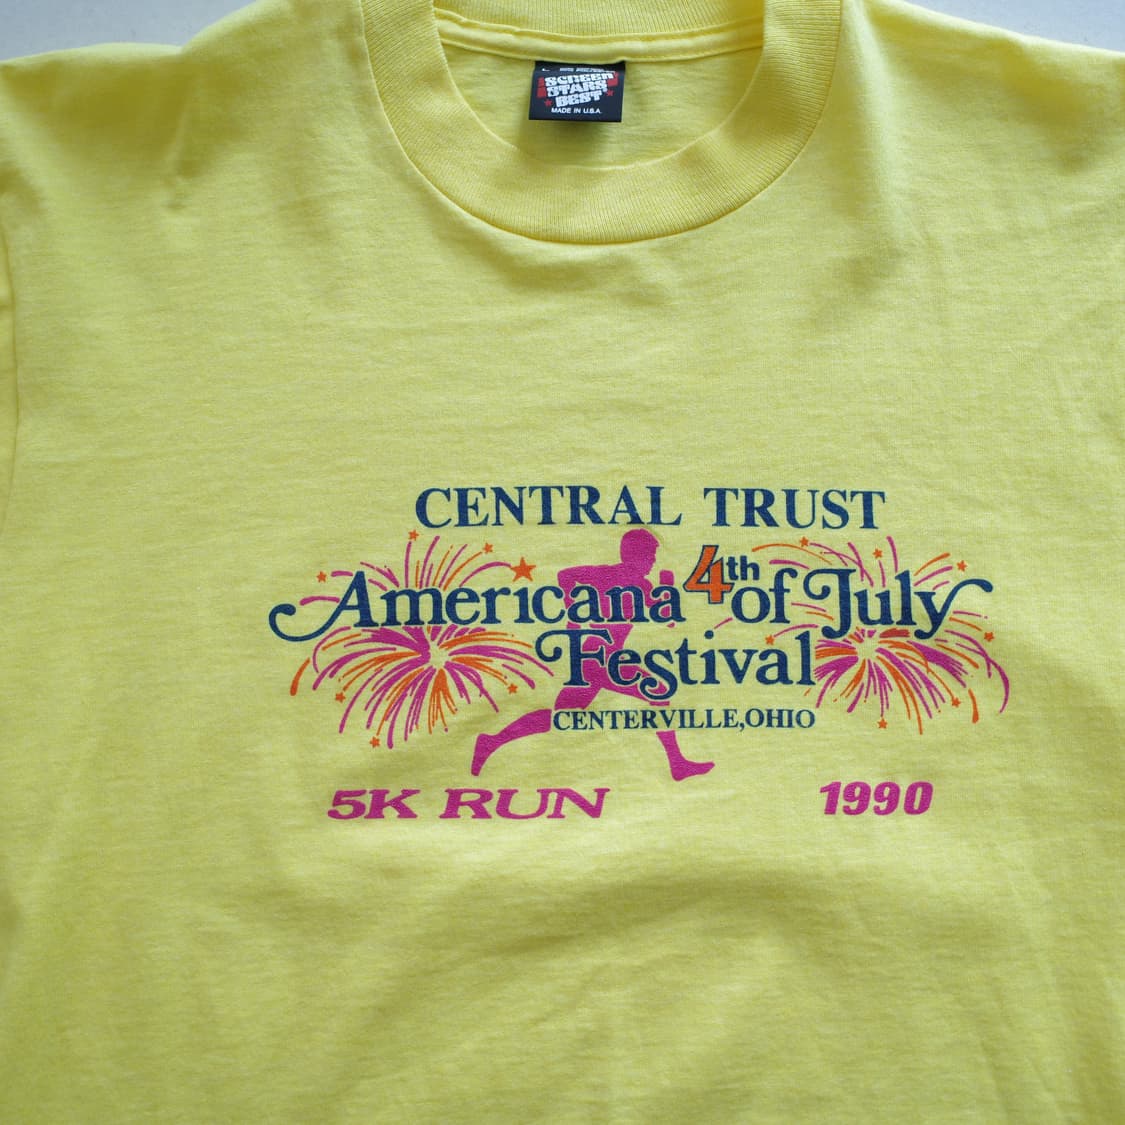 SCREEN
STARS
BEST
MADE IN U.S.A.
CENTRAL TRUST
Americana 4th of July
Festival
CENTERVILLE, OHIO
5K RUN 1990